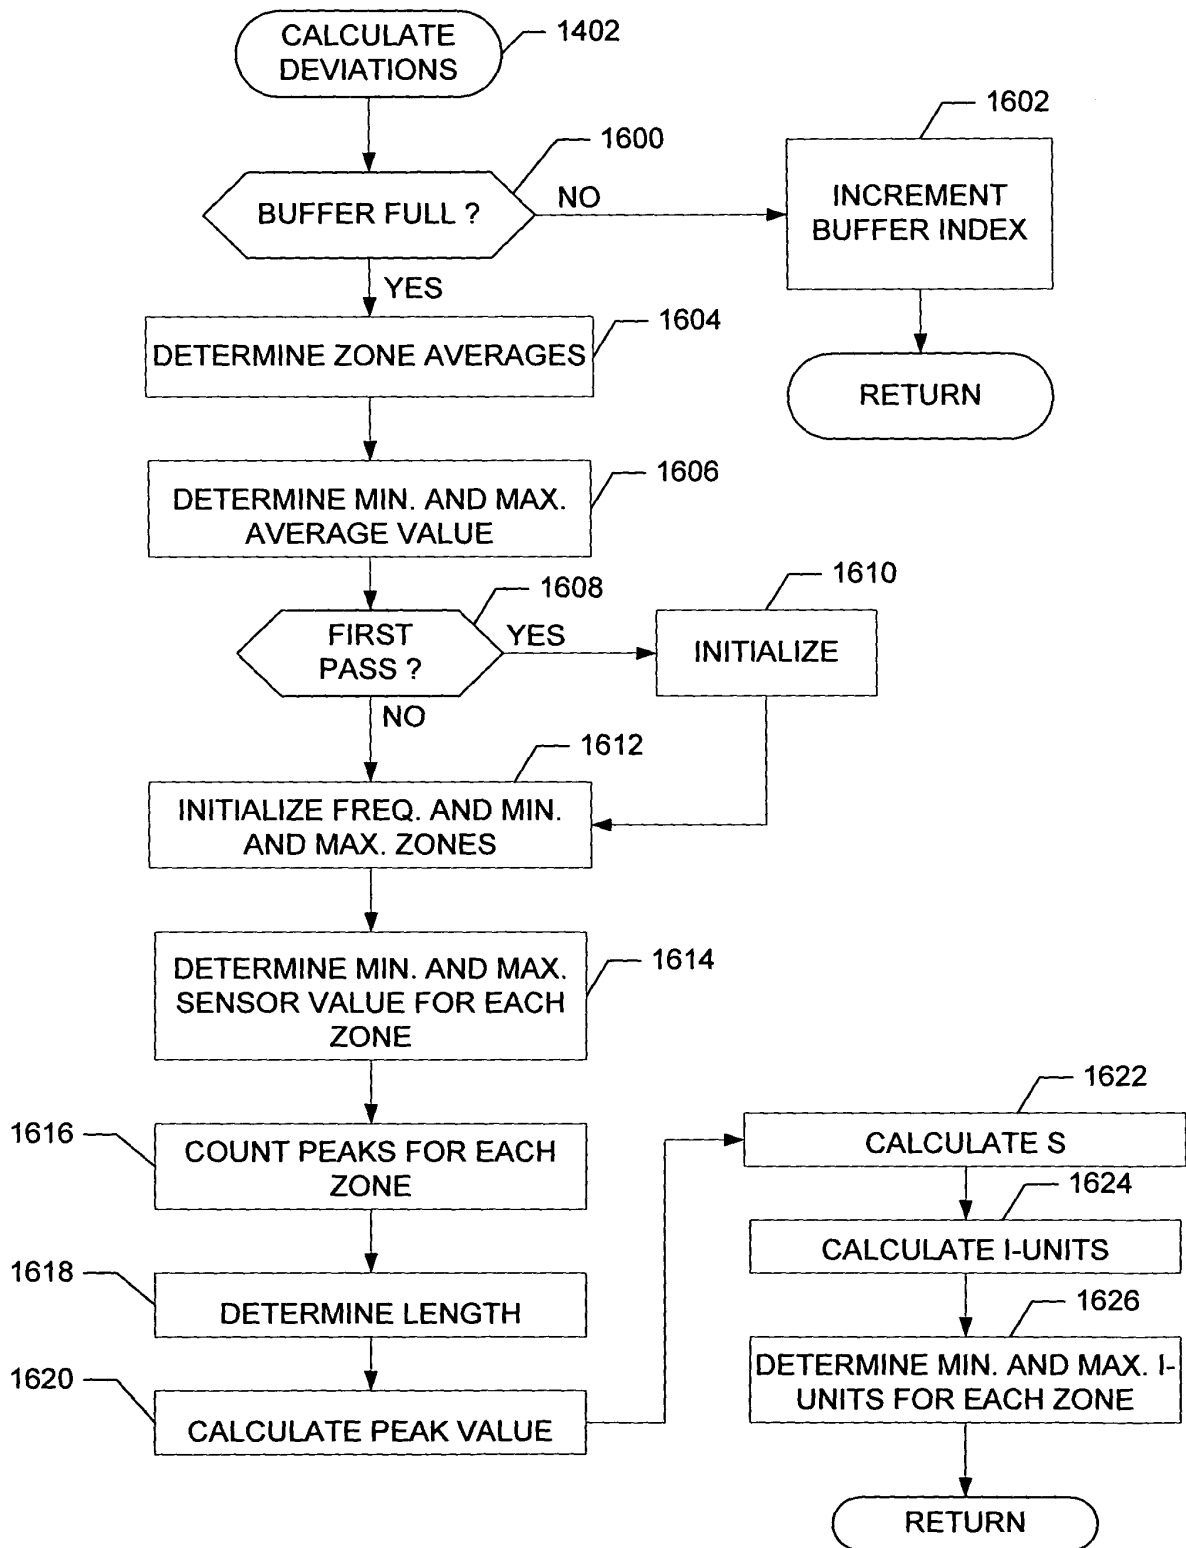 CALCULATE
DEVIATIONS
1402
1602
1600
BUFFER FULL ?
NO
INCREMENT
BUFFER INDEX
YES
1604
DETERMINE ZONE AVERAGES
RETURN
1606
DETERMINE MIN. AND MAX.
AVERAGE VALUE
1608
1610
FIRST
PASS ?
YES
INITIALIZE
NO
1612
INITIALIZE FREQ. AND MIN.
AND MAX. ZONES
1614
DETERMINE MIN. AND MAX.
SENSOR VALUE FOR EACH
ZONE
1616
COUNT PEAKS FOR EACH
ZONE
1618
DETERMINE LENGTH
1620
CALCULATE PEAK VALUE
1622
CALCULATE S
1624
CALCULATE I-UNITS
1626
DETERMINE MIN. AND MAX. I-
UNITS FOR EACH ZONE
RETURN